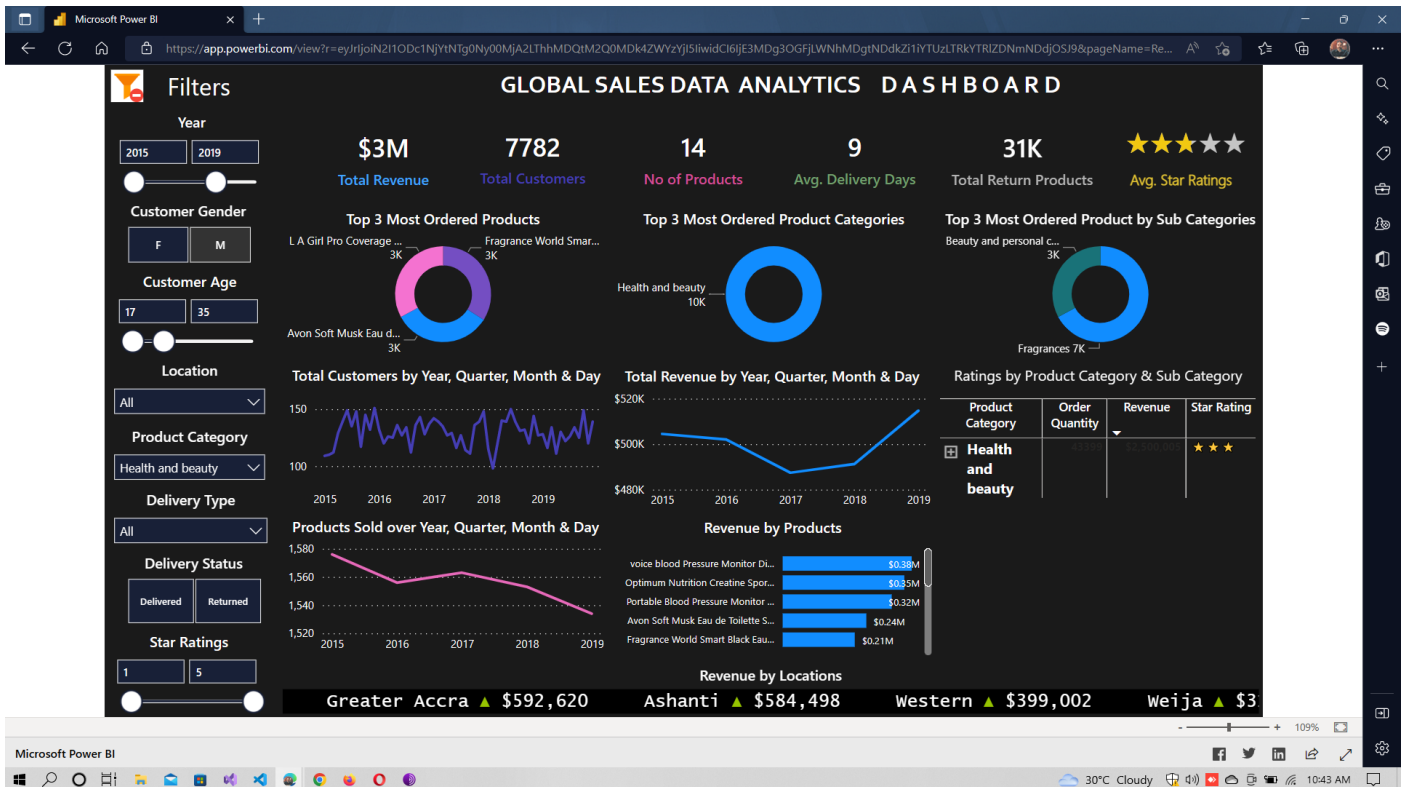 Microsoft Power BI
Filters
GLOBAL SALES DATA ANALYTICS DASHBOARD
Year
2015 2019
Customer Gender
F M
Customer Age
17 35
Location
All
Product Category
Health and beauty
Delivery Type
All
Delivery Status
Delivered Returned
Star Ratings
1 5
$3M
Total Revenue
7782
Total Customers
14
No of Products
9
Avg. Delivery Days
31K
Total Return Products
Avg. Star Ratings
Top 3 Most Ordered Products
L A Girl Pro Coverage ...
3K
Fragrance World Smar...
3K
Avon Soft Musk Eau d...
3K
Top 3 Most Ordered Product Categories
Health and beauty
10K
Top 3 Most Ordered Product by Sub Categories
Beauty and personal c...
3K
Fragrances 7K
Total Customers by Year, Quarter, Month & Day
150
100
2015 2016 2017 2018 2019
Total Revenue by Year, Quarter, Month & Day
$520K
$500K
$480K
2015 2016 2017 2018 2019
Ratings by Product Category & Sub Category
Product Category Order Quantity Revenue Star Rating
Health
and
beauty
Products Sold over Year, Quarter, Month & Day
1,580
1,560
1,540
1,520
2015 2016 2017 2018 2019
Revenue by Products
voice blood Pressure Monitor Di... $0.38M
Optimum Nutrition Creatine Spor... $0.35M
Portable Blood Pressure Monitor ... $0.32M
Avon Soft Musk Eau de Toilette S... $0.24M
Fragrance World Smart Black Eau... $0.21M
Revenue by Locations
Greater Accra ▲ $592,620 Ashanti ▲ $584,498 Western ▲ $399,002 Weija ▲ $3
- + 109%
Microsoft Power BI
30°C Cloudy 10:43 AM